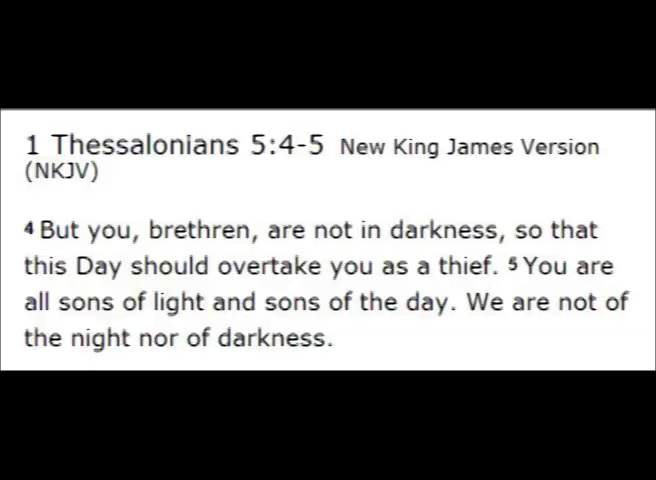 1 Thessalonians 5:4-5 New King James Version
(NKJV)
4 But you, brethren, are not in darkness, so that
this Day should overtake you as a thief. 5 You are
all sons of light and sons of the day. We are not of
the night nor of darkness.